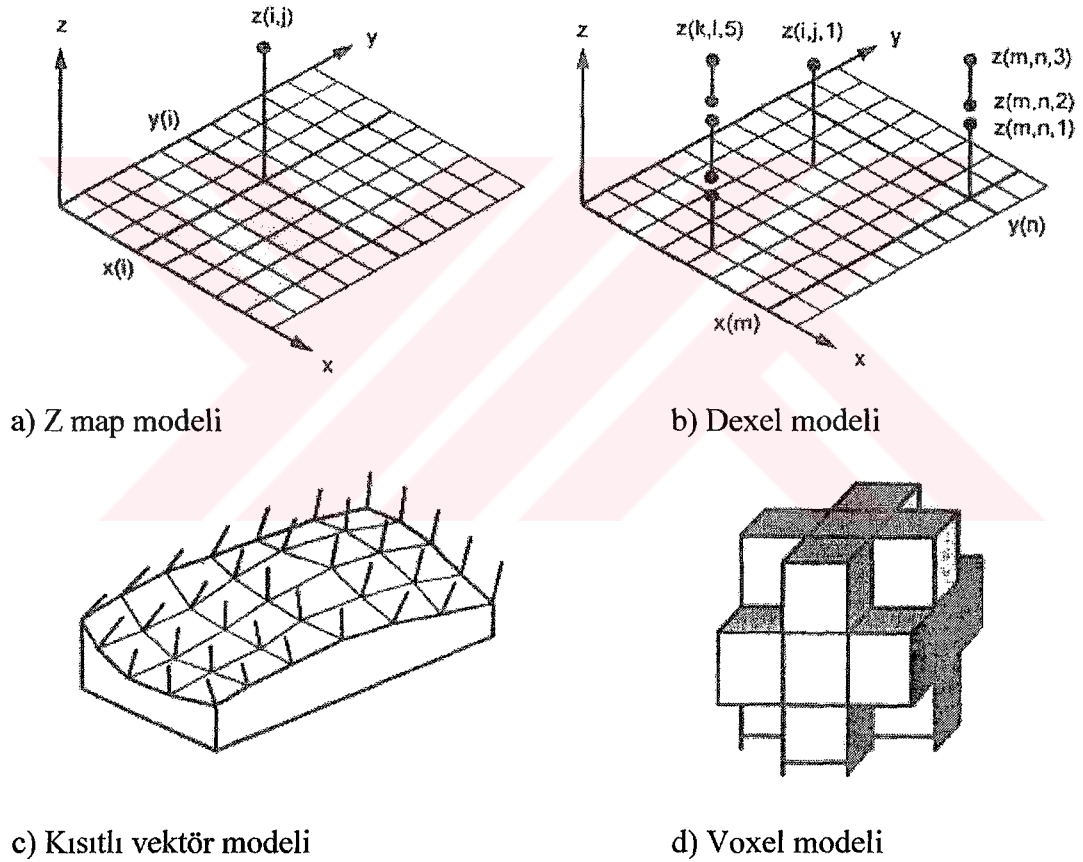 z
z(i,j)
y
y(i)
x(i)
x
a) Z map modeli
z
z(k,l,5)
z(i,j,1)
y
z(m,n,3)
z(m,n,2)
z(m,n,1)
y(n)
x(m)
x
b) Dexel modeli
c) Kısıtlı vektör modeli
d) Voxel modeli